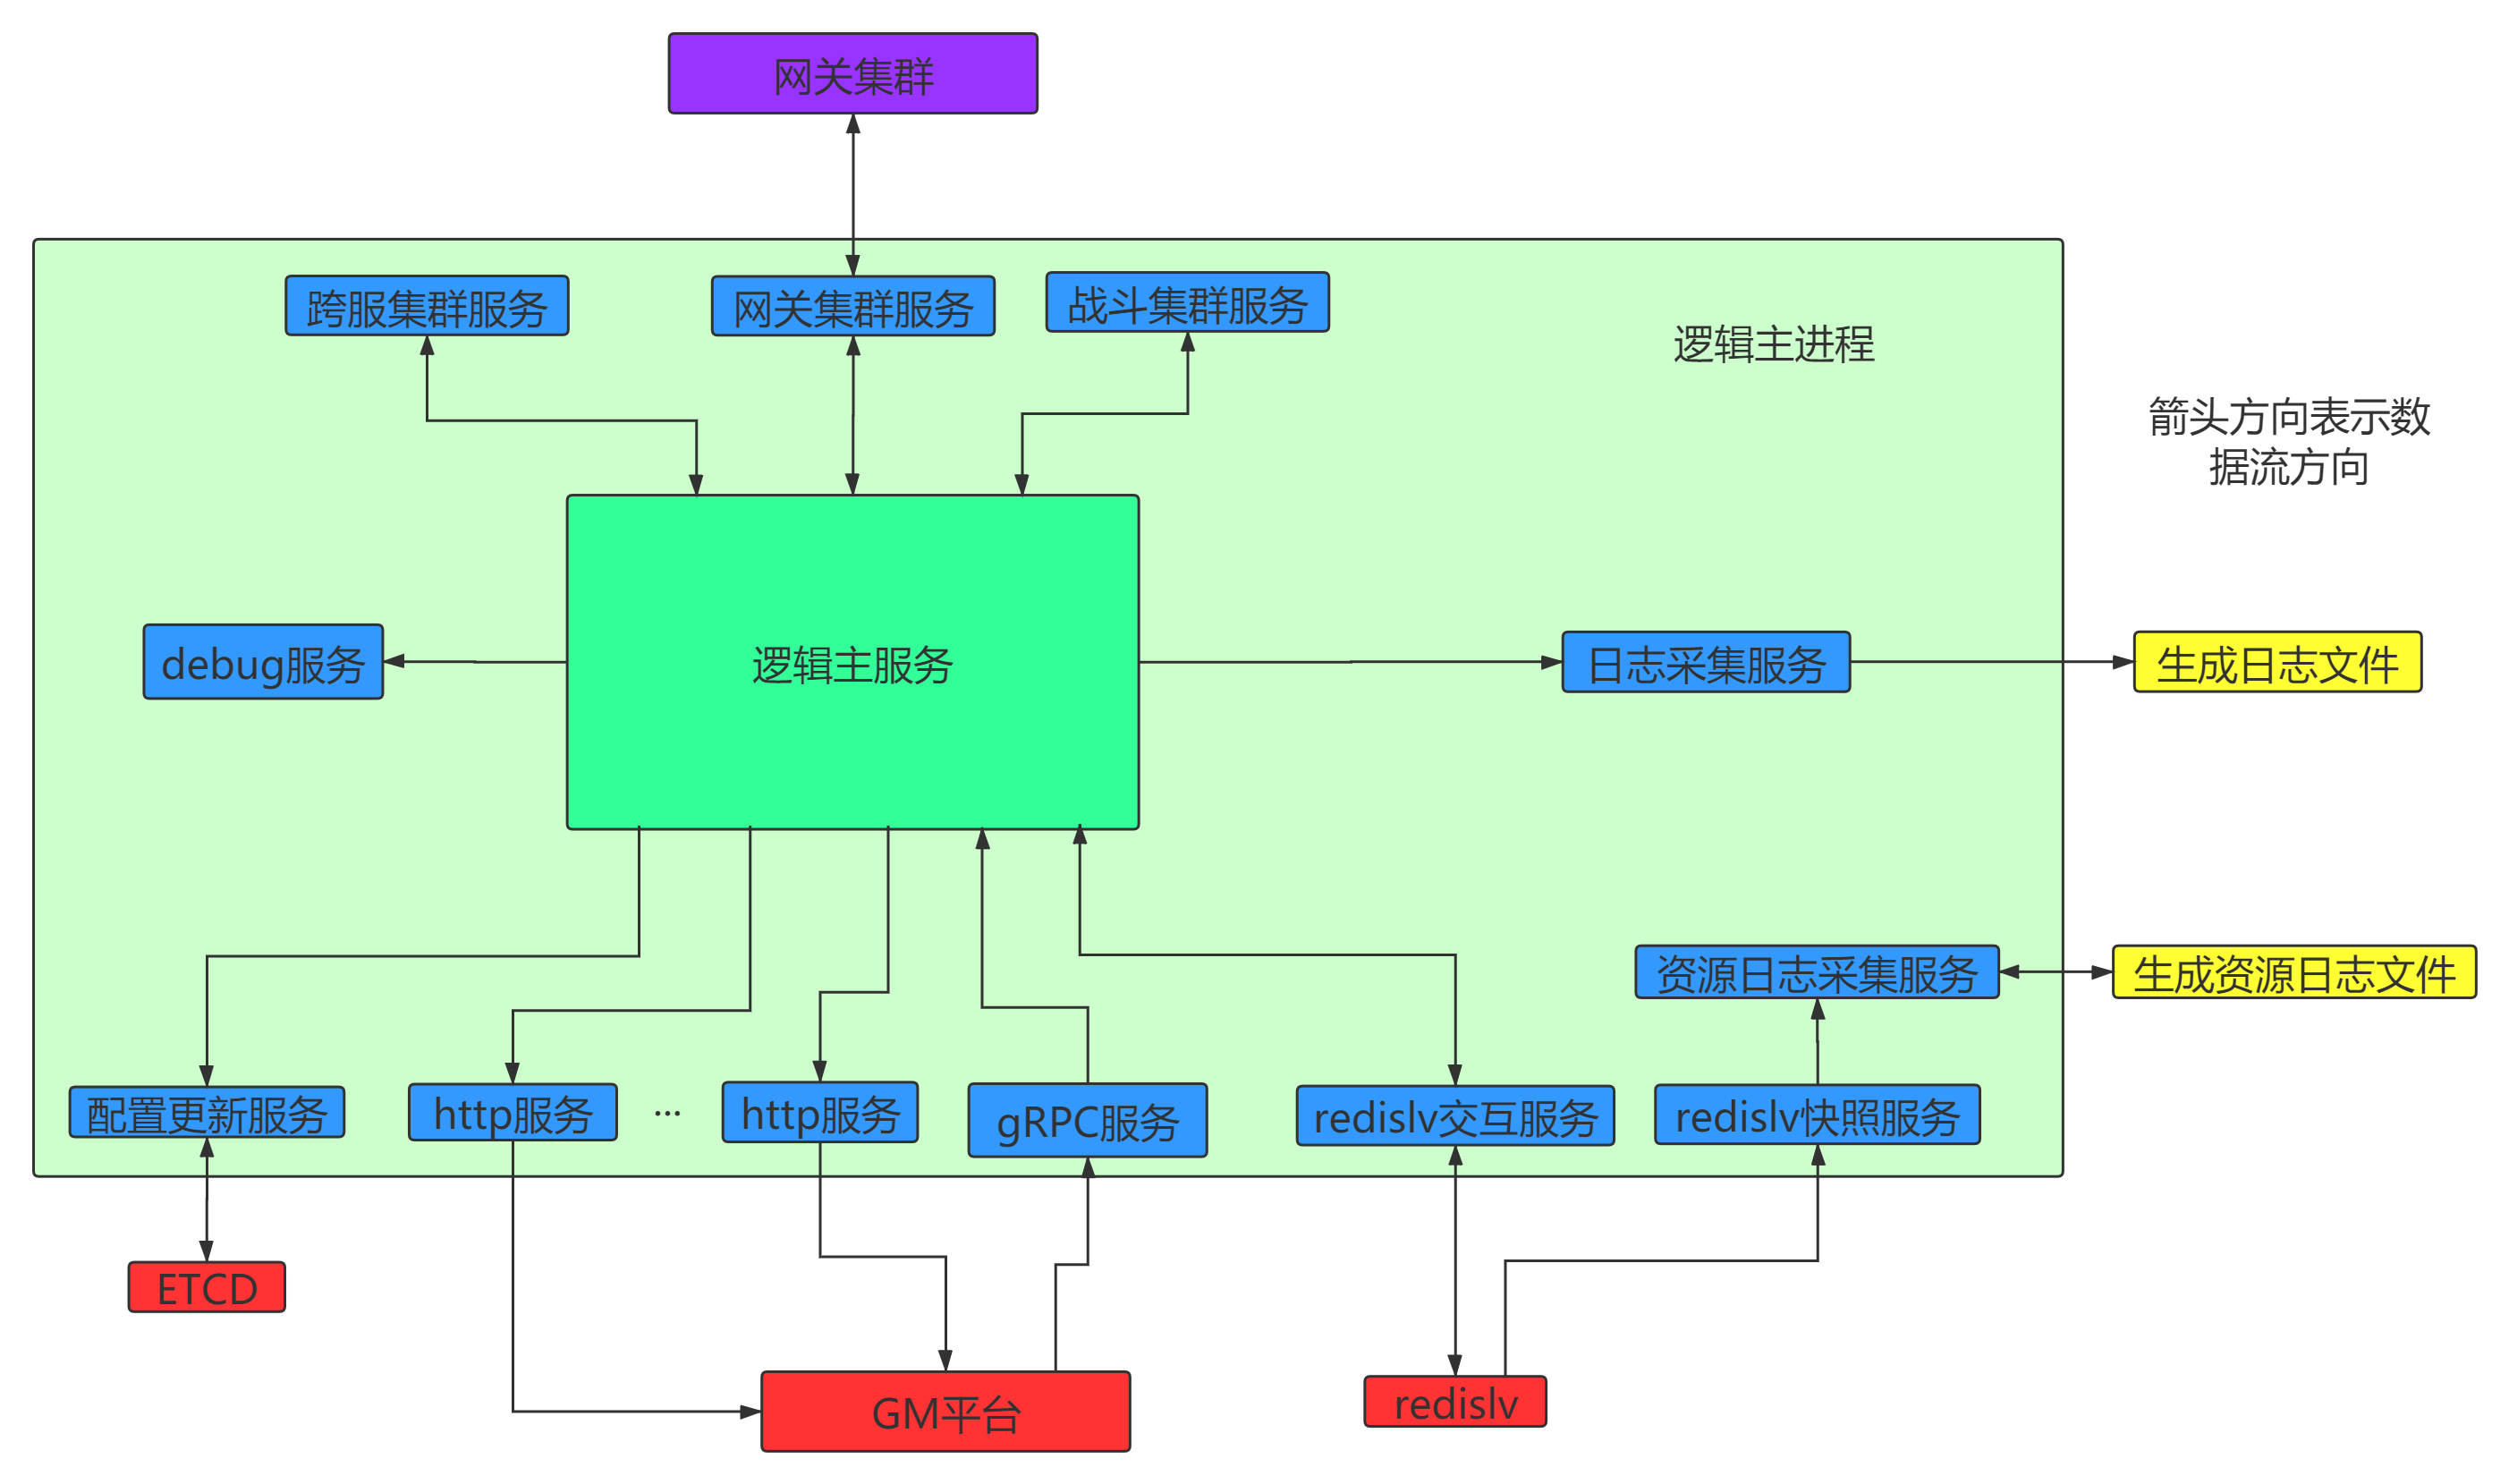 网关集群
跨服集群服务
网关集群服务
战斗集群服务
逻辑主进程
箭头方向表示数
据流方向
debug服务
逻辑主服务
日志采集服务
生成日志文件
资源日志采集服务
生成资源日志文件
配置更新服务
http服务
...
http服务
gRPC服务
redislv交互服务
redislv快照服务
ETCD
GM平台
redislv